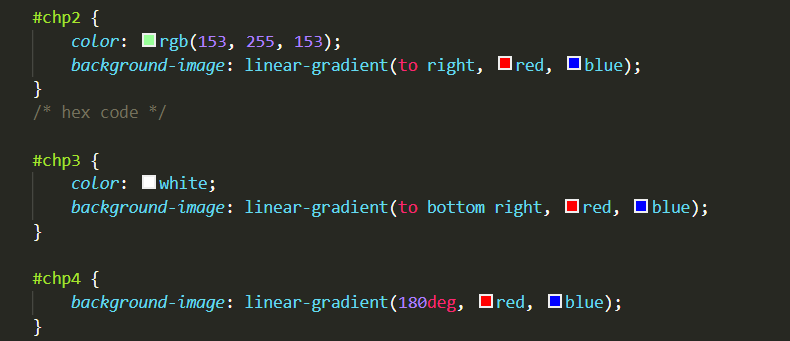 #chp2 {
color: rgb(153, 255, 153);
background-image: linear-gradient(to right, red, blue);
}
/* hex code */
#chp3 {
color: white;
background-image: linear-gradient(to bottom right, red, blue);
}
#chp4 {
background-image: linear-gradient(180deg, red, blue);
}